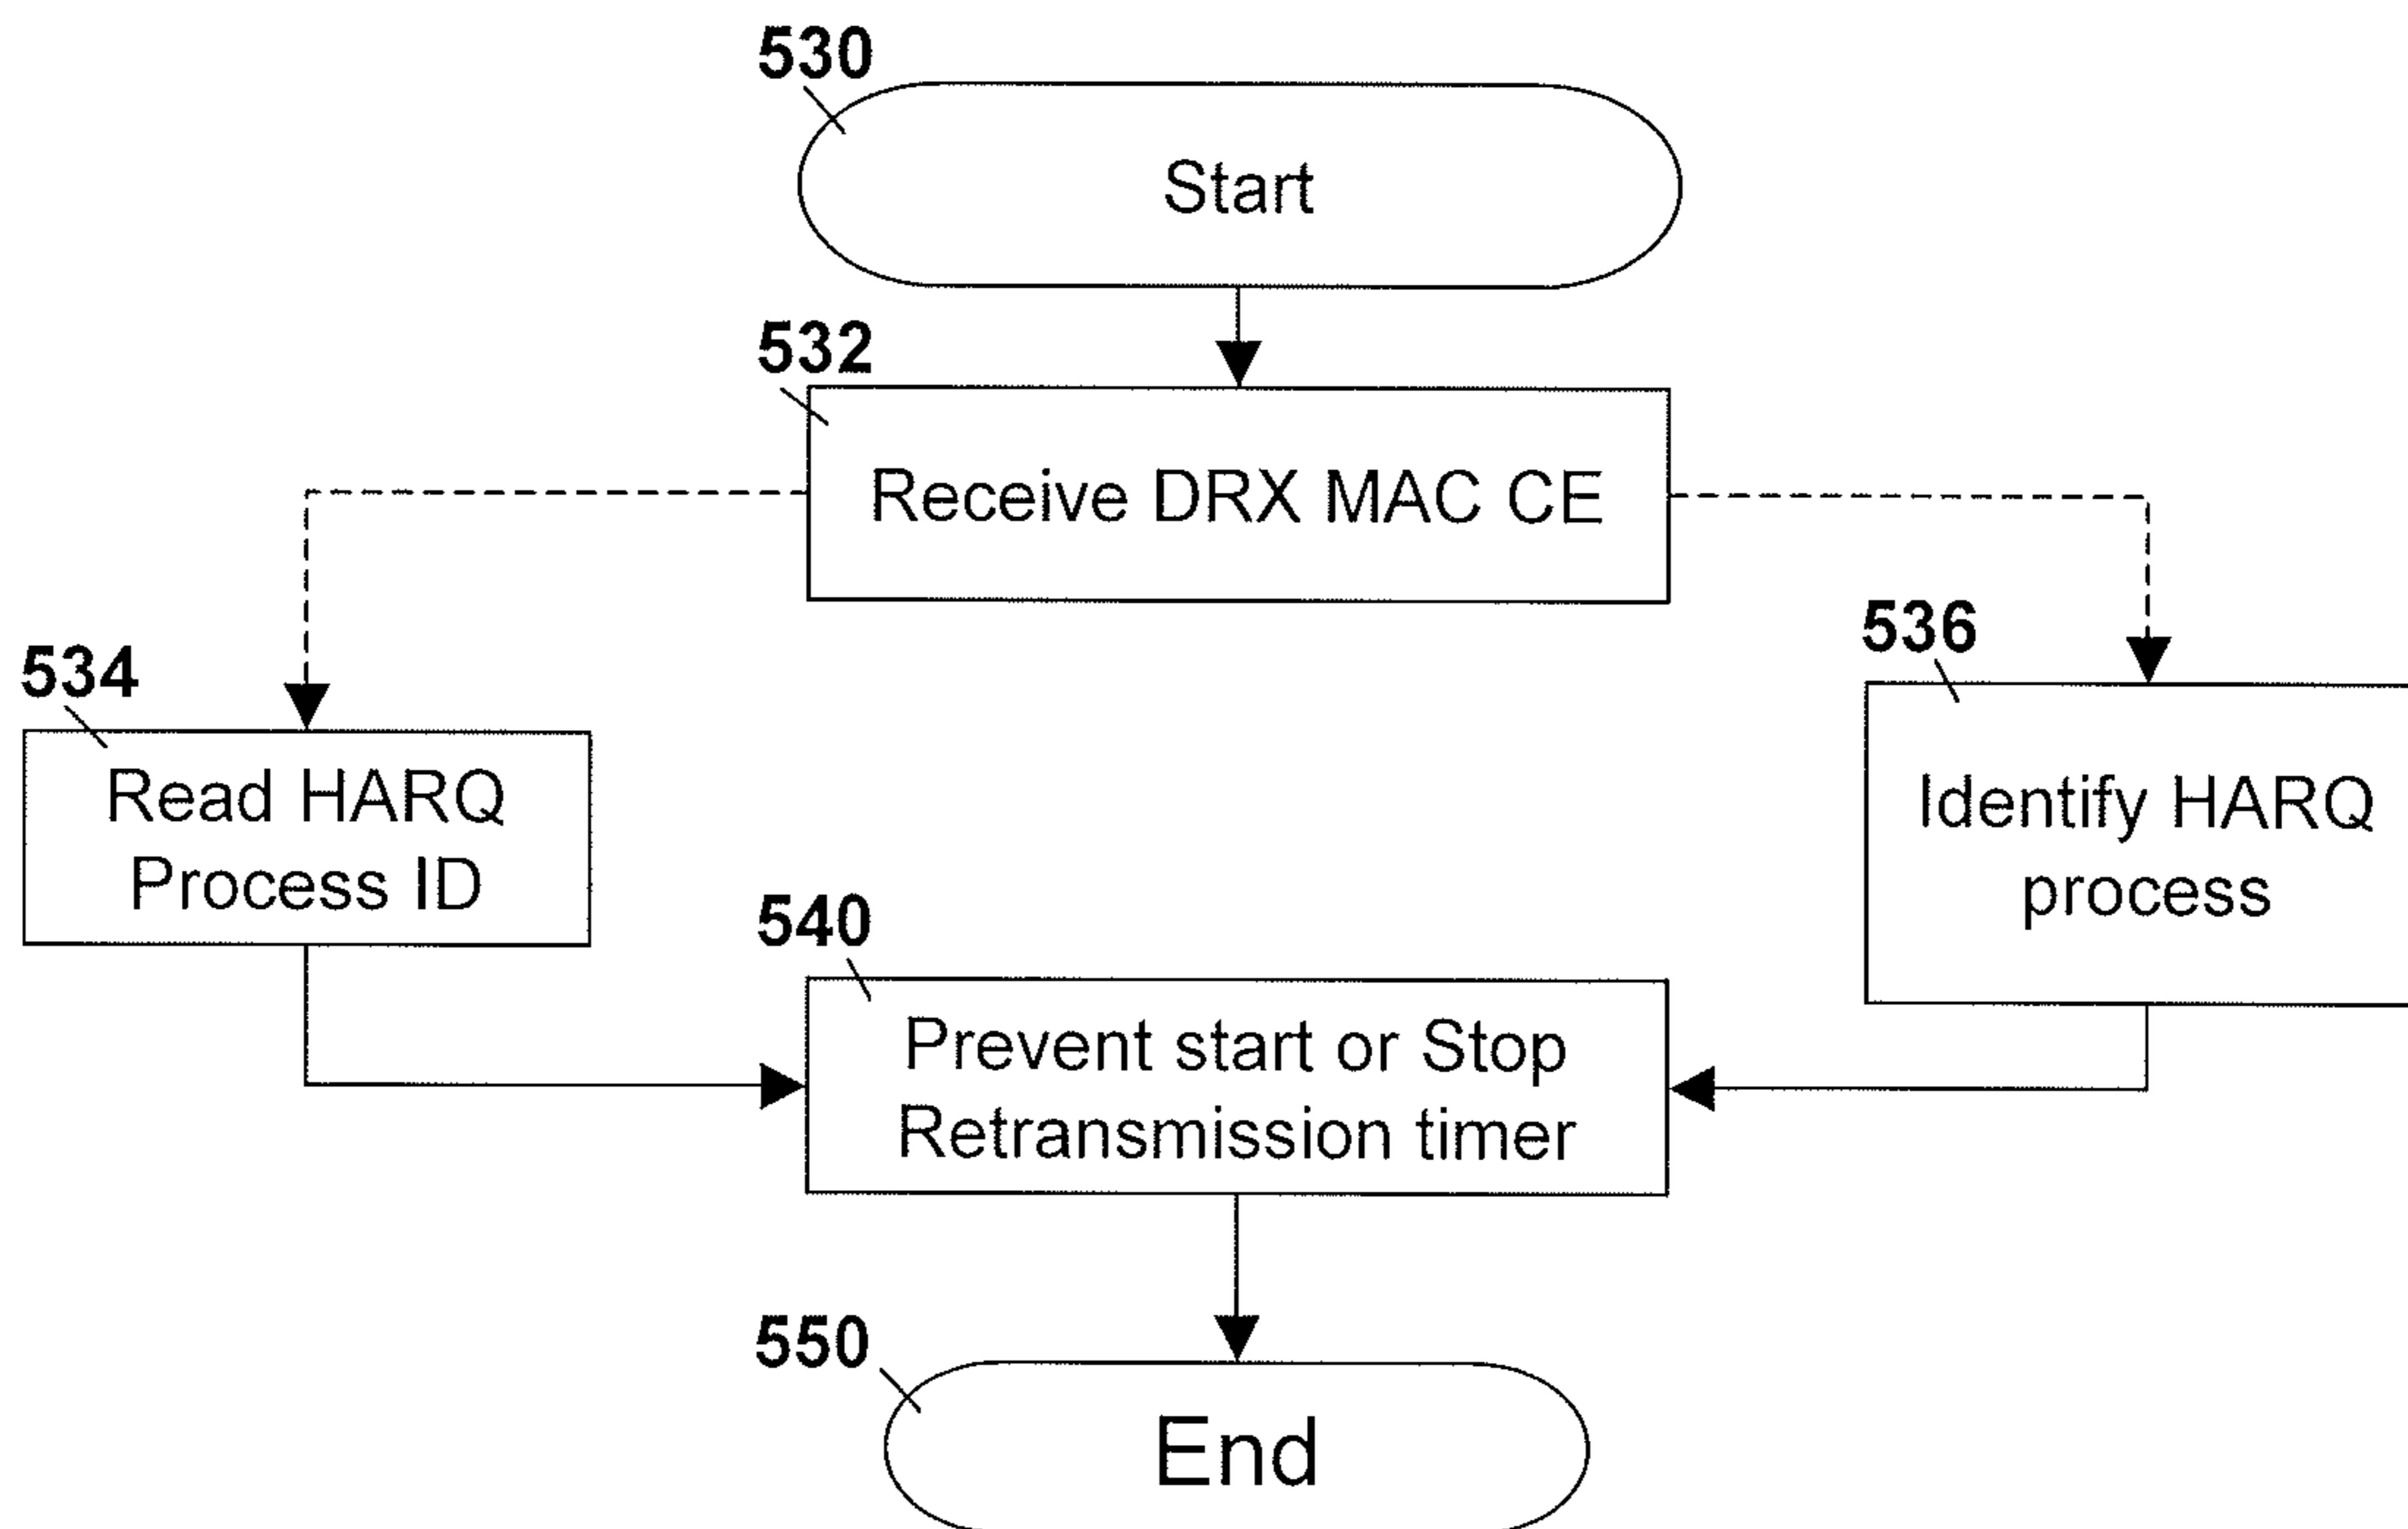 530
Start
532
Receive DRX MAC CE
534
Read HARQ
Process ID
536
Identify HARQ
process
540
Prevent start or Stop
Retransmission timer
550
End